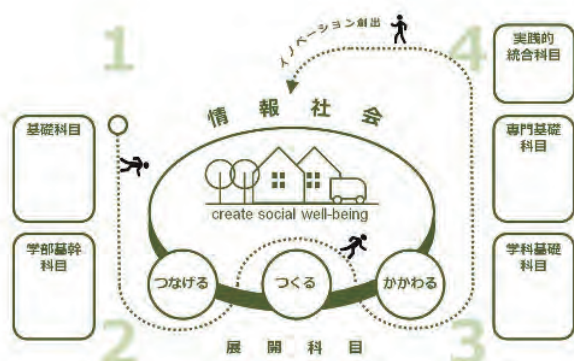 1
4
イノベーション創出
実践的
統合科目
情報社会
基礎科目
専門基礎
科目
create social well-being
学部基幹
科目
学科基礎
科目
つなげる
つくる
かかわる
2
3
展開科目